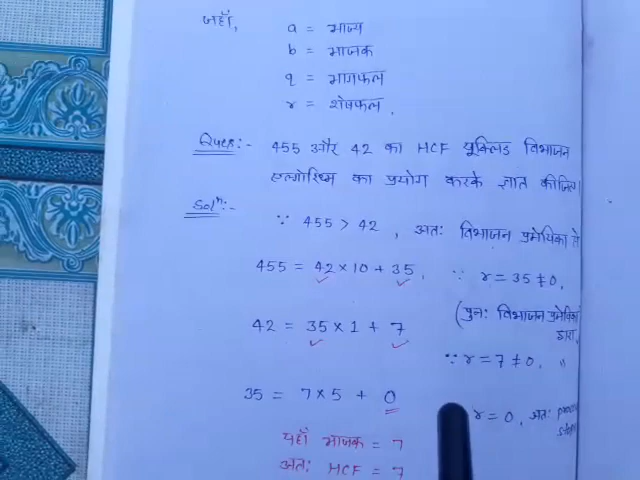 जहाँ, a = भाज्य
b = भाजक
q = भागफल
r = शेषफल.
Ques:- 455 और 42 का HCF यूक्लिड विभाजन
एल्गोरिथ्म का प्रयोग करके ज्ञात कीजिए।
Solⁿ:-
∵ 455 > 42, अतः विभाजन प्रमेयिका से
455 = 42 × 10 + 35, ∵ r = 35 ≠ 0,
(पुनः विभाजन प्रमेयिका
द्वारा,
42 = 35 × 1 + 7
∵ r = 7 ≠ 0, "
35 = 7 × 5 + 0
r = 0, अतः
यहाँ भाजक = 7
अतः HCF = 7